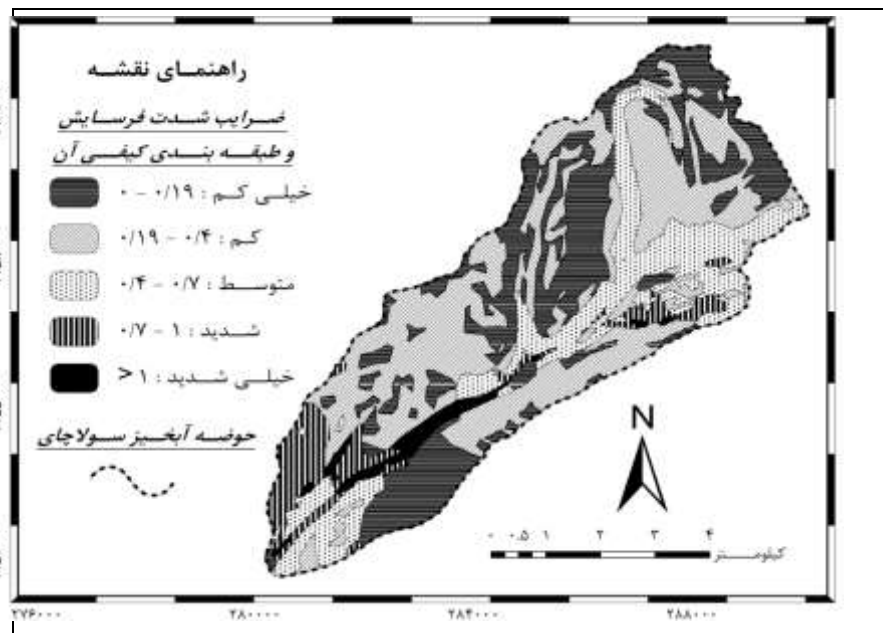 راهنمای نقشه
ضرایب شدت فرسایش
و طبقه بندی کیفی آن
خیلی کم : ۰/۱۹ - ۰
کم : ۰/۴ - ۰/۱۹
متوسط : ۰/۷ - ۰/۴
شدید : ۱ - ۰/۷
خیلی شدید : ۱ <
حوضه آبخیز سولاچای
N
۰ ۰.۵ ۱ ۲ ۳ ۴
کیلومتر
۲۷۶۰۰۰ ۲۸۰۰۰۰ ۲۸۴۰۰۰ ۲۸۸۰۰۰